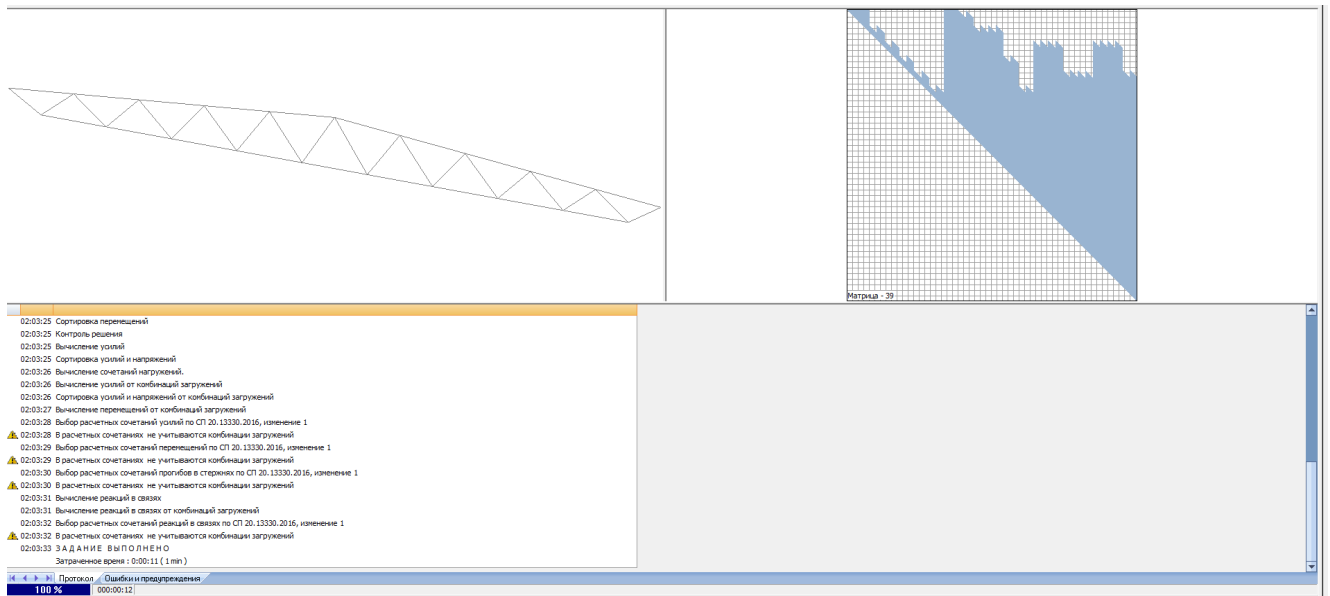 Матрица - 39
02:03:25 Сортировка перемещений
02:03:25 Контроль решения
02:03:25 Вычисление усилий
02:03:25 Сортировка усилий и напряжений
02:03:26 Вычисление сочетаний нагружений.
02:03:26 Вычисление усилий от комбинаций загружений
02:03:26 Сортировка усилий и напряжений от комбинаций загружений
02:03:27 Вычисление перемещений от комбинаций загружений
02:03:28 Выбор расчетных сочетаний усилий по СП 20.13330.2016, изменение 1
02:03:28 В расчетных сочетаниях не учитываются комбинации загружений
02:03:29 Выбор расчетных сочетаний перемещений по СП 20.13330.2016, изменение 1
02:03:29 В расчетных сочетаниях не учитываются комбинации загружений
02:03:30 Выбор расчетных сочетаний прогибов в стержнях по СП 20.13330.2016, изменение 1
02:03:30 В расчетных сочетаниях не учитываются комбинации загружений
02:03:31 Вычисление реакций в связях
02:03:31 Вычисление реакций в связях от комбинаций загружений
02:03:32 Выбор расчетных сочетаний реакций в связях по СП 20.13330.2016, изменение 1
02:03:32 В расчетных сочетаниях не учитываются комбинации загружений
02:03:33 З А Д А Н И Е В Ы П О Л Н Е Н О
Затраченное время : 0:00:11 ( 1 min )
Протокол Ошибки и предупреждения
100 % 000:00:12